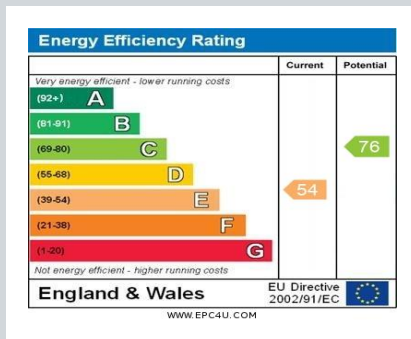 Energy Efficiency Rating
Current Potential
Very energy efficient - lower running costs
(92+) A
(81-91) B
(69-80) C 76
(55-68) D
(39-54) E 54
(21-38) F
(1-20) G
Not energy efficient - higher running costs
England & Wales EU Directive
2002/91/EC
WWW.EPC4U.COM